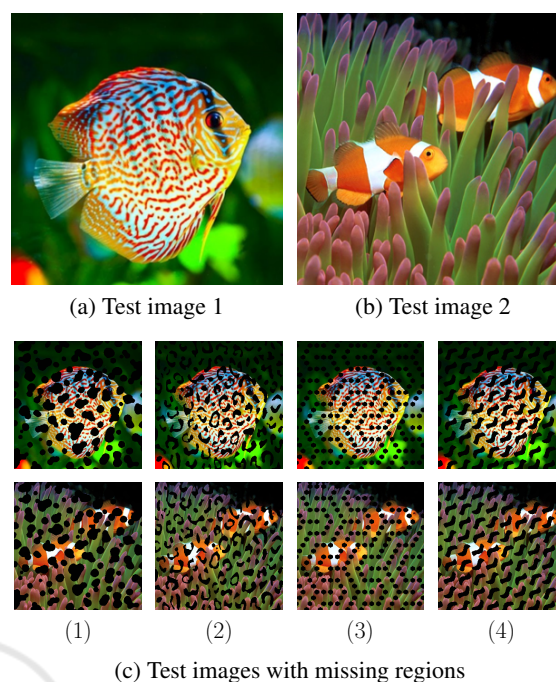 (a) Test image 1
(b) Test image 2
(1)
(2)
(3)
(4)
(c) Test images with missing regions